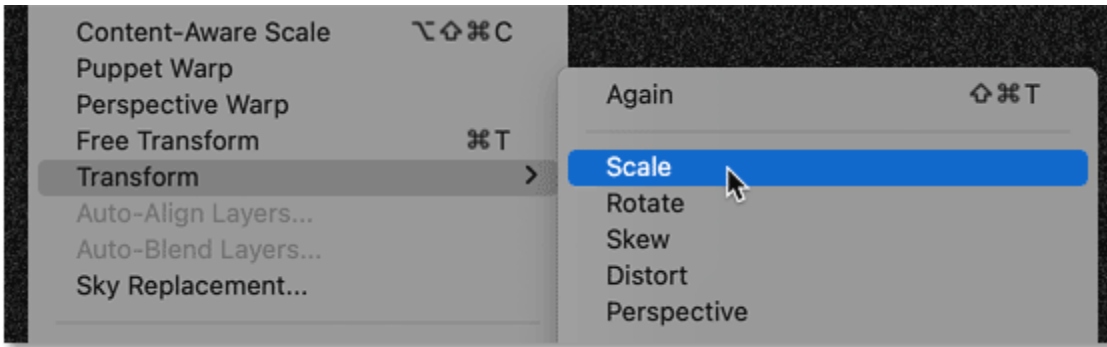 Content-Aware Scale ⌥⇧⌘C
Puppet Warp
Perspective Warp
Free Transform ⌘T
Transform >
Auto-Align Layers...
Auto-Blend Layers...
Sky Replacement...
Again ⇧⌘T
Scale
Rotate
Skew
Distort
Perspective